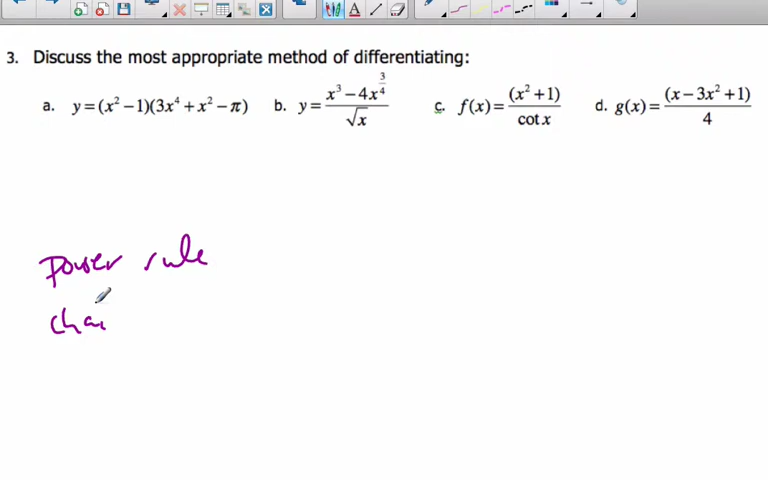 3. Discuss the most appropriate method of differentiating:
a. y=(x²−1)(3x⁴+x²−π) b. y=(x³−4x^(3/4))/√x c. f(x)=(x²+1)/cot x d. g(x)=(x−3x²+1)/4
power rule
cha